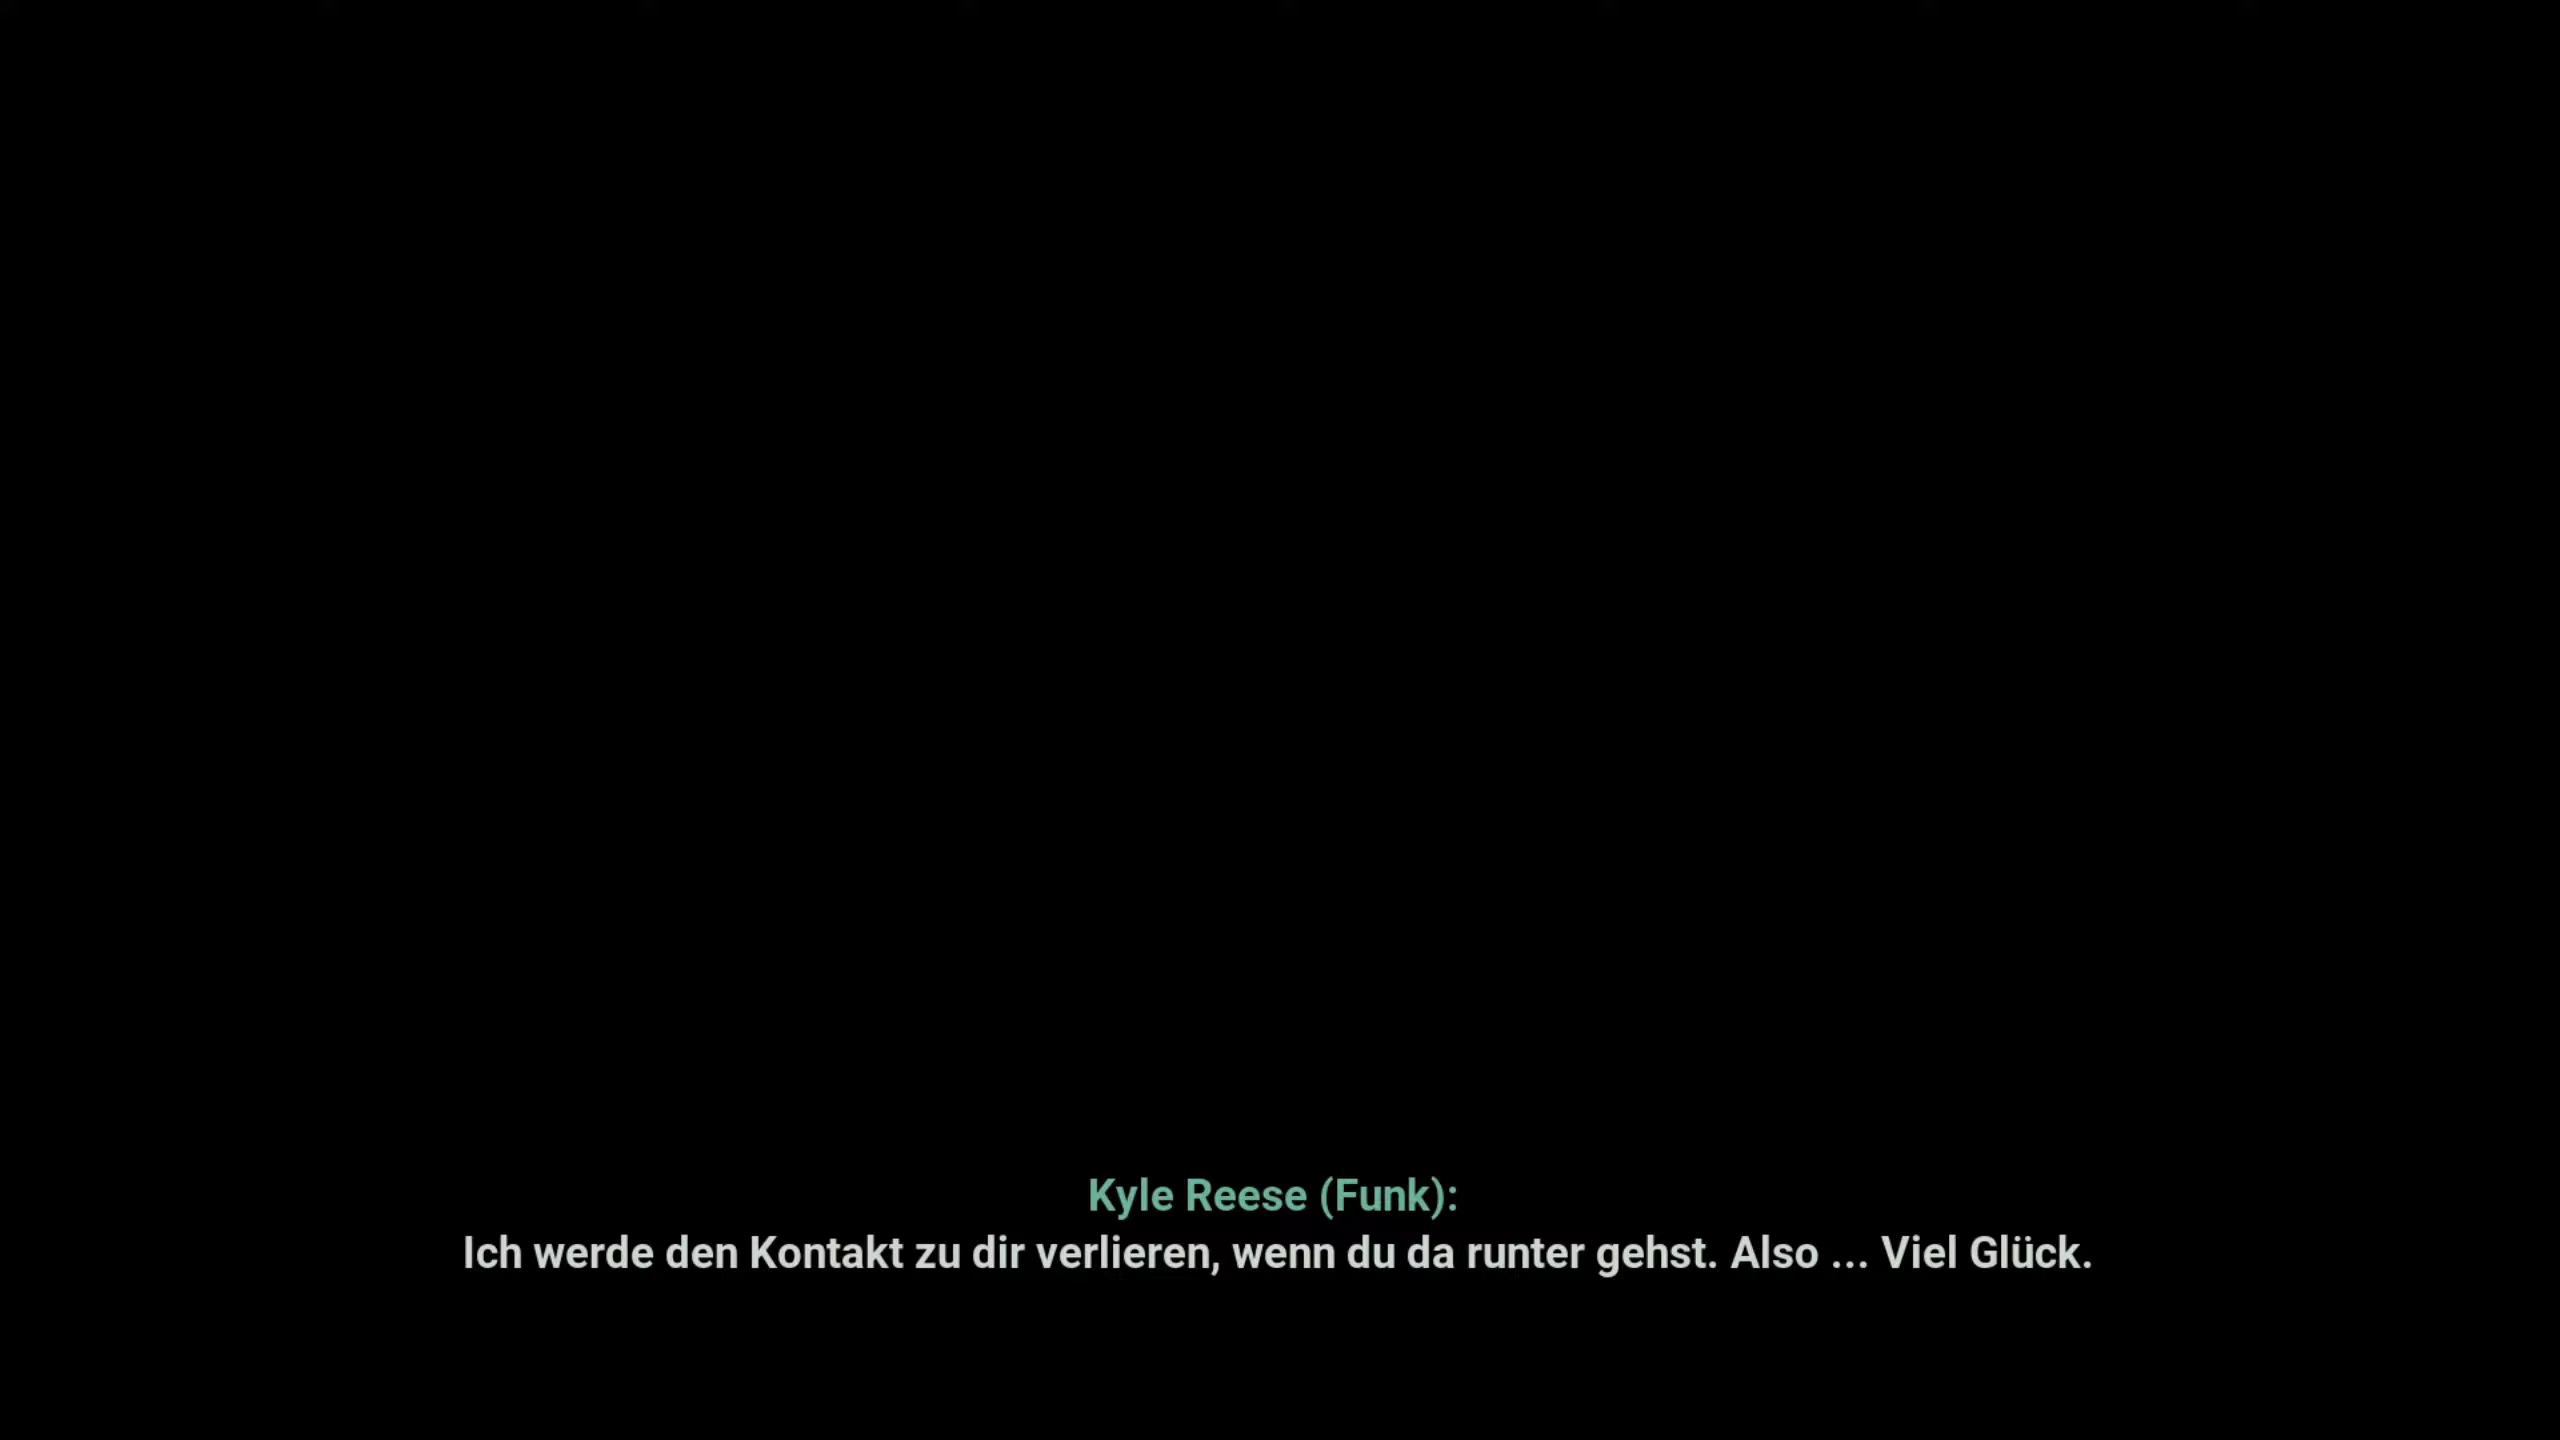 Kyle Reese (Funk):
Ich werde den Kontakt zu dir verlieren, wenn du da runter gehst. Also ... Viel Glück.